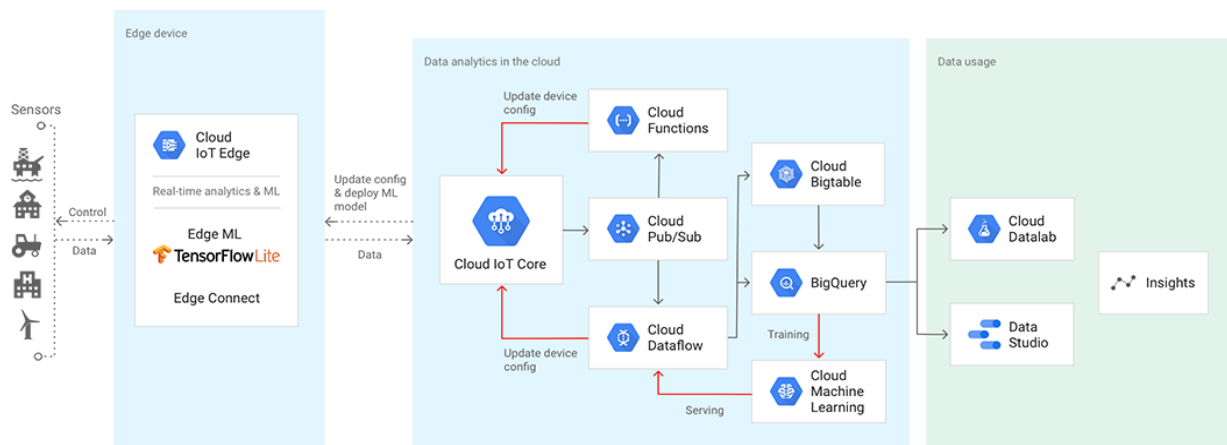 Edge device
Data analytics in the cloud
Data usage
Sensors
Control
Data
Cloud
IoT Edge
Real-time analytics & ML
Edge ML
TensorFlowLite
Edge Connect
Update config
& deploy ML
model
Data
Update device
config
Cloud IoT Core
Update device
config
Cloud
Functions
Cloud
Pub/Sub
Cloud
Dataflow
Cloud
Bigtable
BigQuery
Training
Cloud
Machine
Learning
Serving
Cloud
Datalab
Data
Studio
Insights